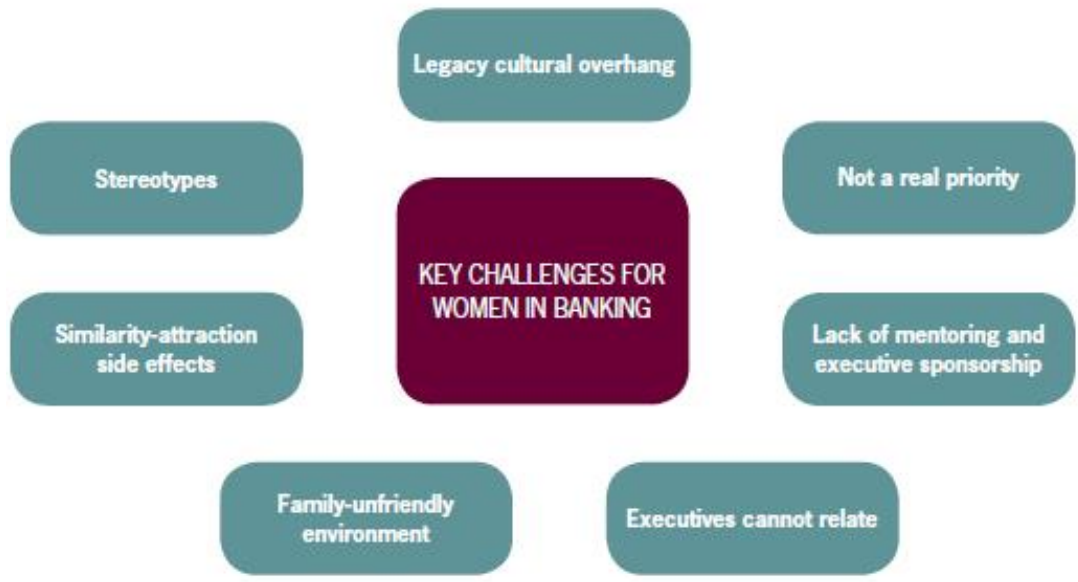 Legacy cultural overhang
Stereotypes
Not a real priority
KEY CHALLENGES FOR
WOMEN IN BANKING
Similarity-attraction
side effects
Lack of mentoring and
executive sponsorship
Family-unfriendly
environment
Executives cannot relate